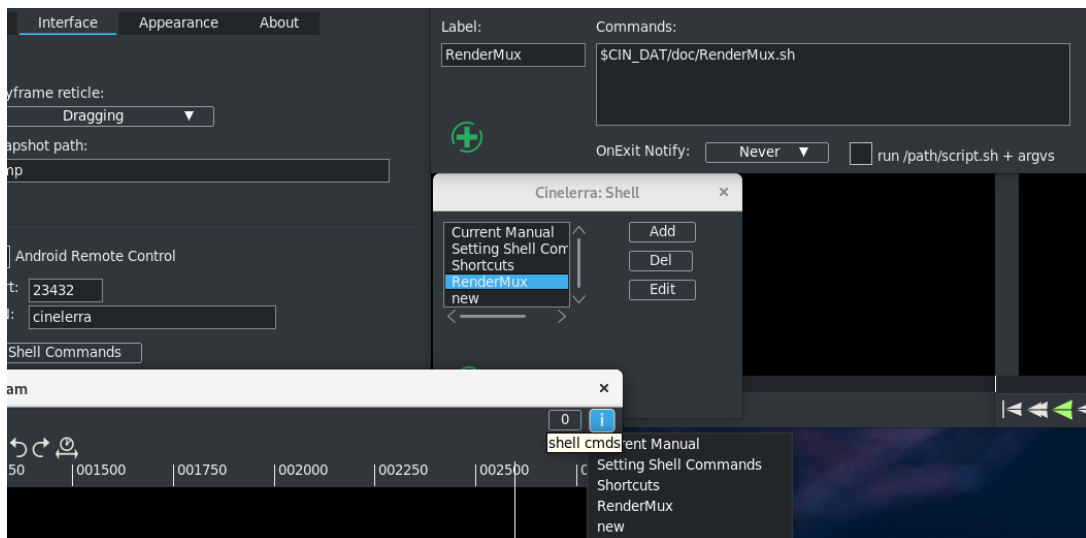 Interface Appearance About
yframe reticle:
Dragging ▼
apshot path:
mp
Android Remote Control
rt: 23432
N: cinelerra
Shell Commands
Label: Commands:
RenderMux $CIN_DAT/doc/RenderMux.sh
OnExit Notify: Never ▼ run /path/script.sh + argvs
Cinelerra: Shell ×
Current Manual
Setting Shell Com
Shortcuts
RenderMux
new
Add
Del
Edit
am ×
0 i
shell cmds
50 001500 001750 002000 002250 002500
rent Manual
Setting Shell Commands
Shortcuts
RenderMux
new